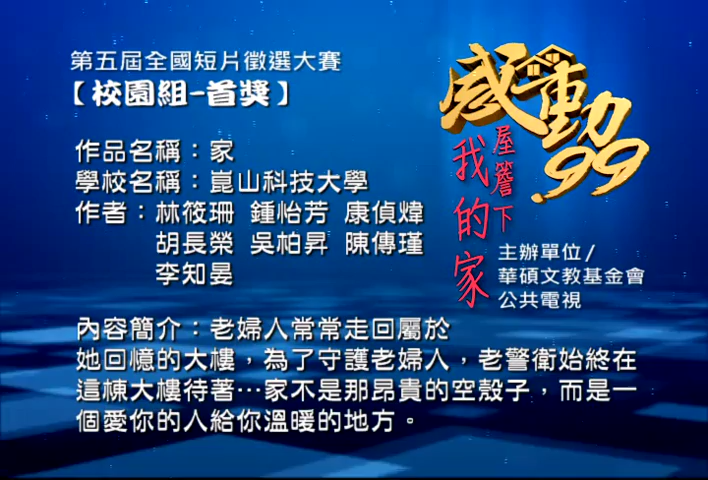 第五屆全國短片徵選大賽
【校園組-首獎】
感動.99
屋簷下
我的家
作品名稱：家
學校名稱：崑山科技大學
作者：林筱珊 鍾怡芳 康偵煒
胡長榮 吳柏昇 陳傳瑾
李知旻
主辦單位/
華碩文教基金會
公共電視
內容簡介：老婦人常常走回屬於
她回憶的大樓，為了守護老婦人，老警衛始終在
這棟大樓待著…家不是那昂貴的空殼子，而是一
個愛你的人給你溫暖的地方。